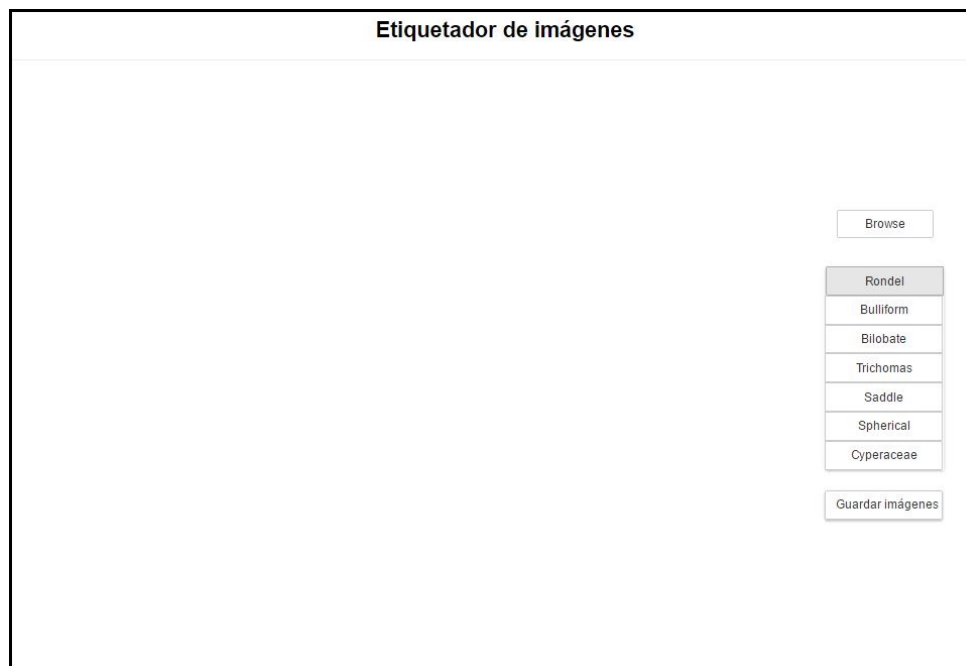 Etiquetador de imágenes
Browse
Rondel
Bulliform
Bilobate
Trichomas
Saddle
Spherical
Cyperaceae
Guardar imágenes